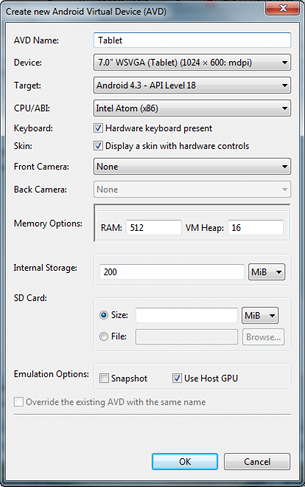 Create new Android Virtual Device (AVD)
AVD Name: Tablet
Device: 7.0" WSVGA (Tablet) (1024 × 600: mdpi)
Target: Android 4.3 - API Level 18
CPU/ABI: Intel Atom (x86)
Keyboard: Hardware keyboard present
Skin: Display a skin with hardware controls
Front Camera: None
Back Camera: None
Memory Options: RAM: 512 VM Heap: 16
Internal Storage: 200 MiB
SD Card:
Size: MiB
File: Browse...
Emulation Options: Snapshot Use Host GPU
Override the existing AVD with the same name
OK Cancel